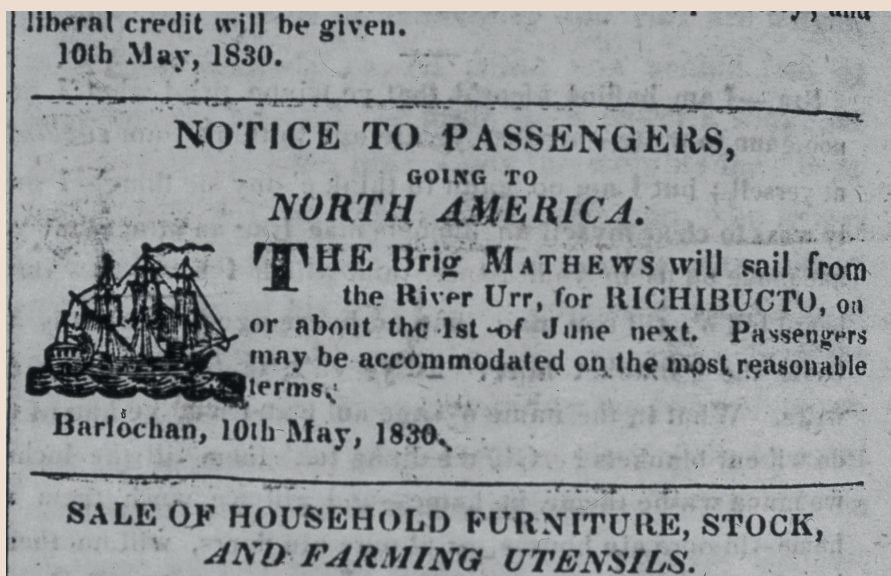 liberal credit will be given.
10th May, 1830.
NOTICE TO PASSENGERS,
GOING TO
NORTH AMERICA.
THE Brig MATHEWS will sail from
the River Urr, for RICHIBUCTO, on
or about the 1st of June next. Passengers
may be accommodated on the most reasonable
terms.
Barlochan, 10th May, 1830.
SALE OF HOUSEHOLD FURNITURE, STOCK,
AND FARMING UTENSILS.